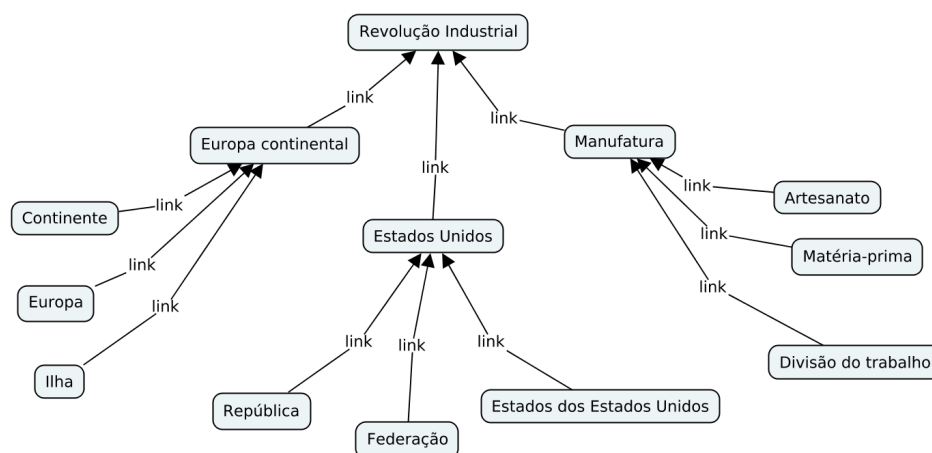 Revolução Industrial
link
Europa continental
link
Manufatura
link
link
Continente
link
link
Artesanato
Estados Unidos
link
Matéria-prima
link
Europa
link
link
Ilha
link
link
link
Divisão do trabalho
República
Federação
Estados dos Estados Unidos